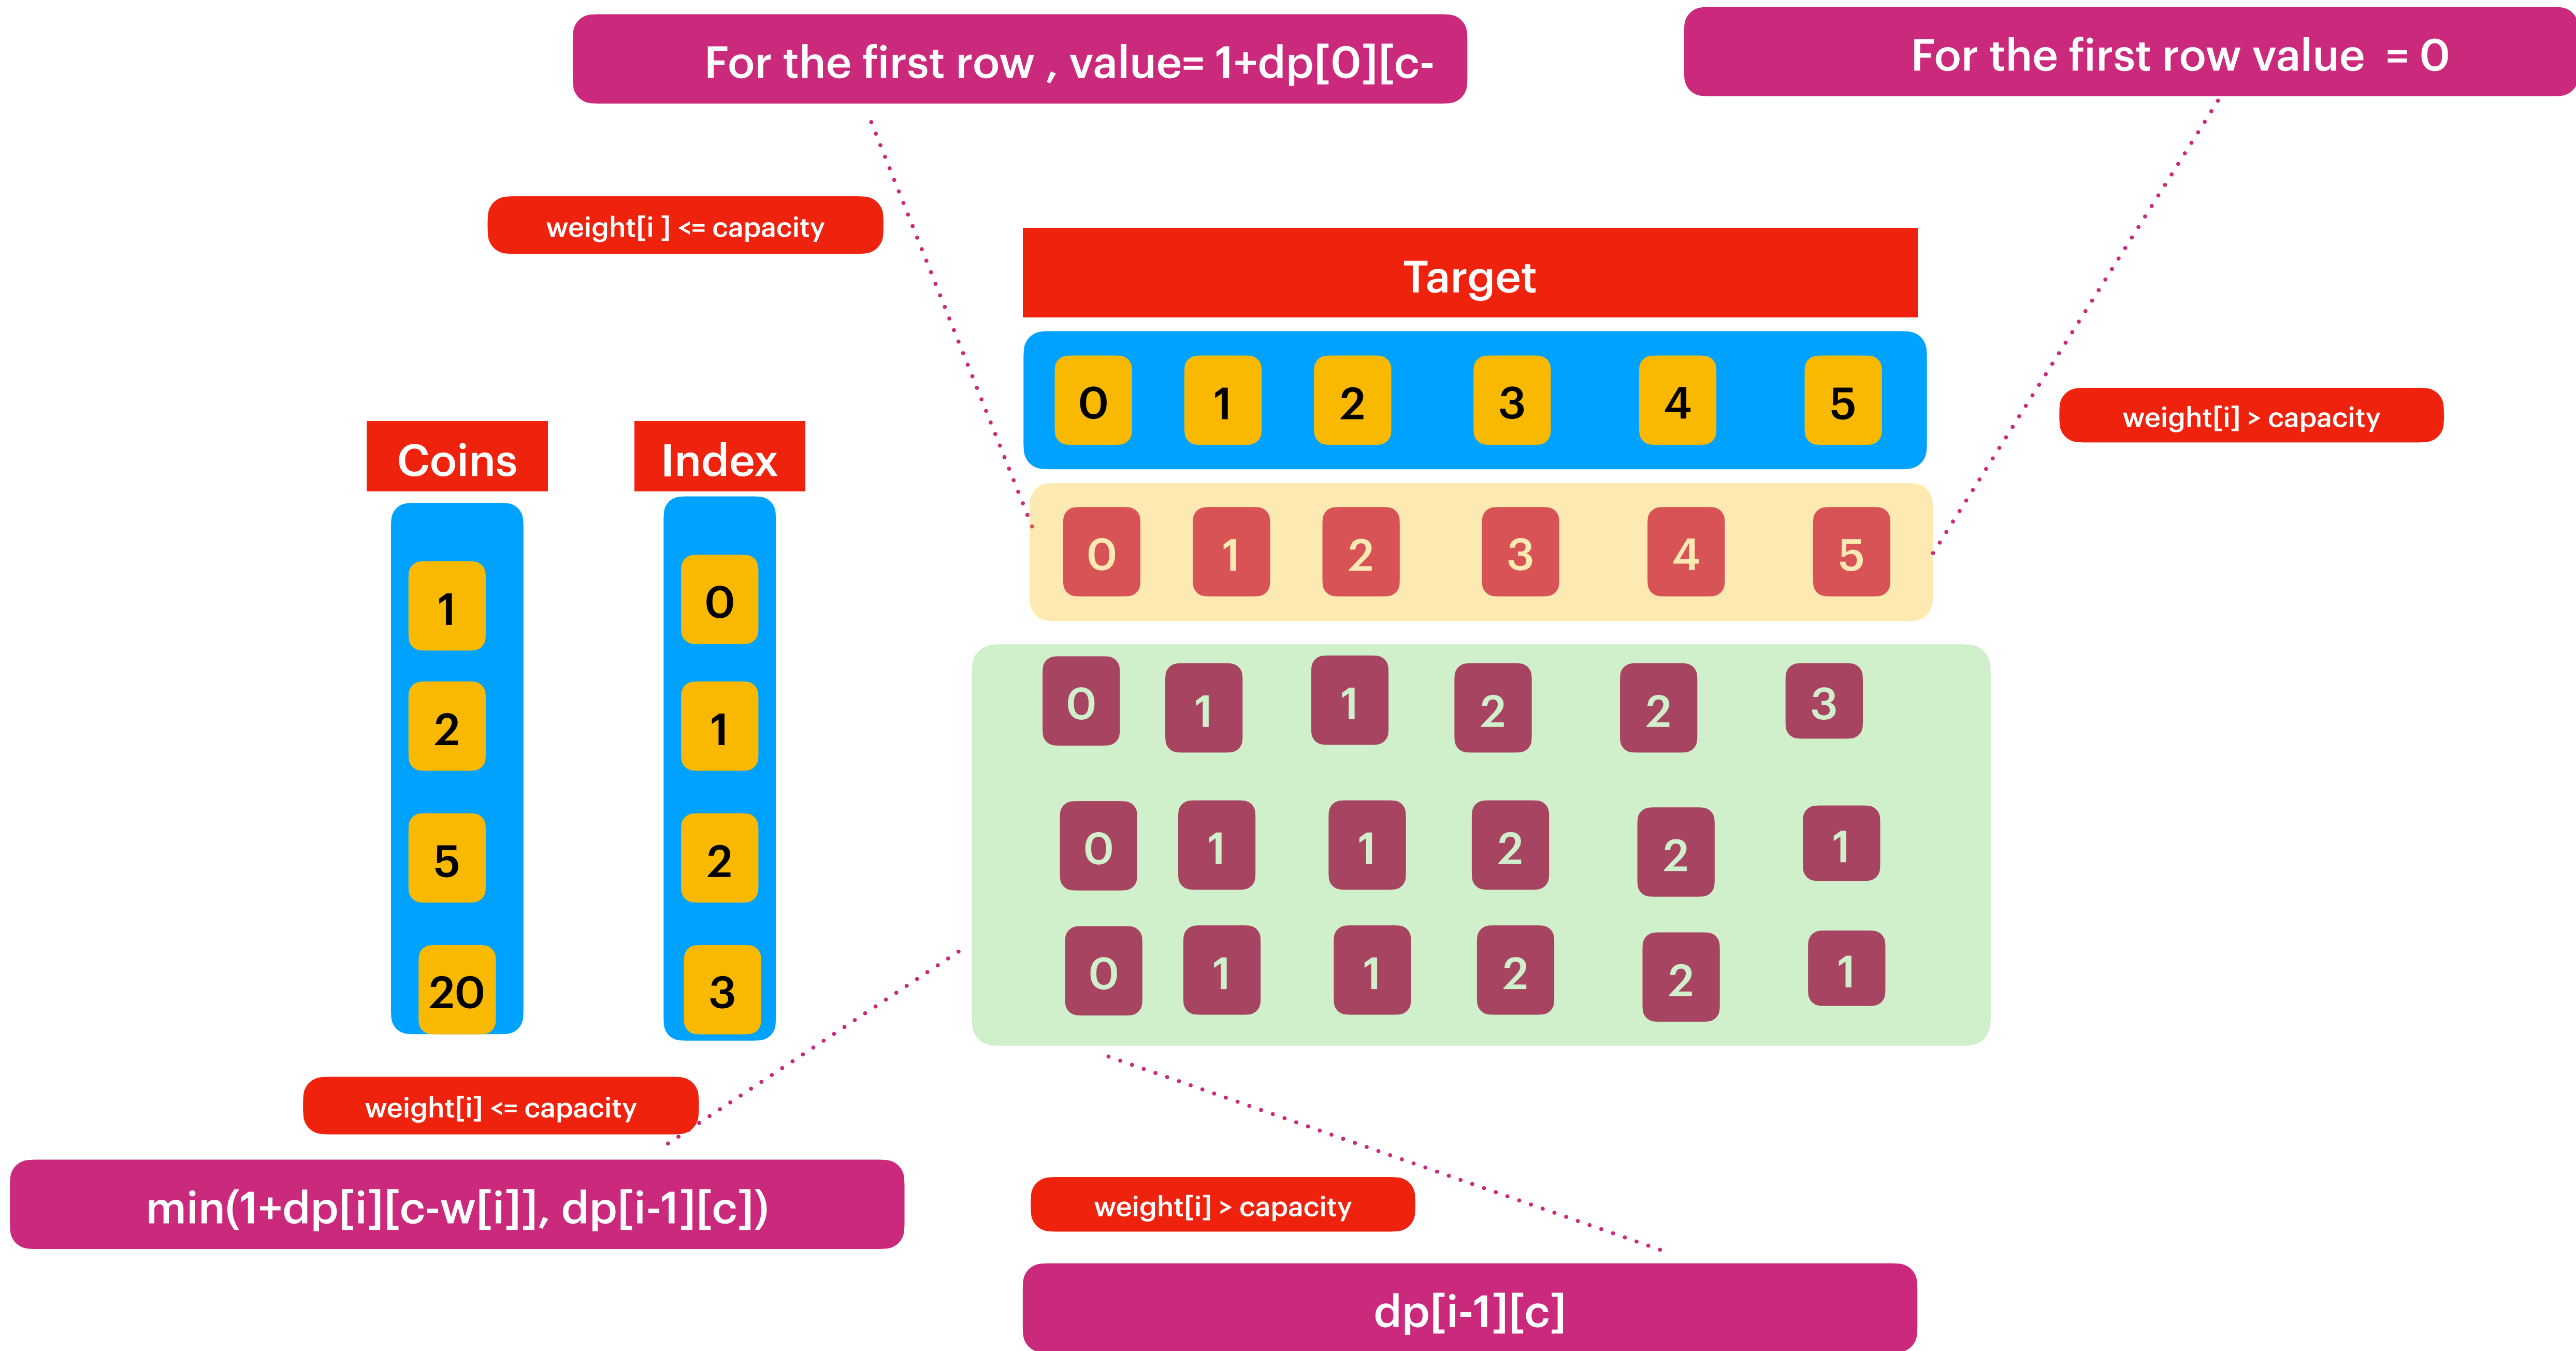 For the first row , value= 1+dp[0][c-
For the first row value = 0
weight[i ] <= capacity
Target
0 1 2 3 4 5
weight[i] > capacity
Coins Index
0 1 2 3 4 5
1 0
0 1 1 2 2 3
2 1
0 1 1 2 2 1
5 2
0 1 1 2 2 1
20 3
weight[i] <= capacity
min(1+dp[i][c-w[i]], dp[i-1][c])
weight[i] > capacity
dp[i-1][c]